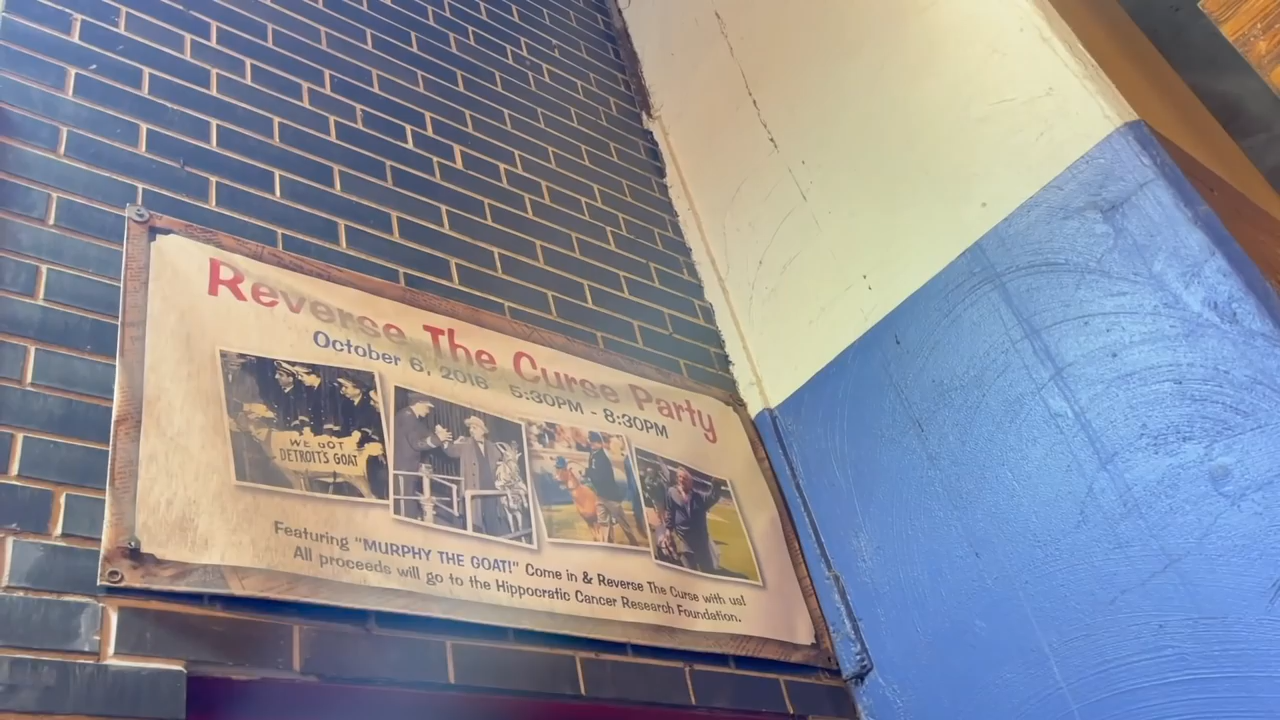 Reverse The Curse Party
October 6, 2016 5:30PM - 8:30PM
WE GOT
DETROIT'S GOAT
Featuring "MURPHY THE GOAT!" Come in & Reverse The Curse with us!
All proceeds will go to the Hippocratic Cancer Research Foundation.